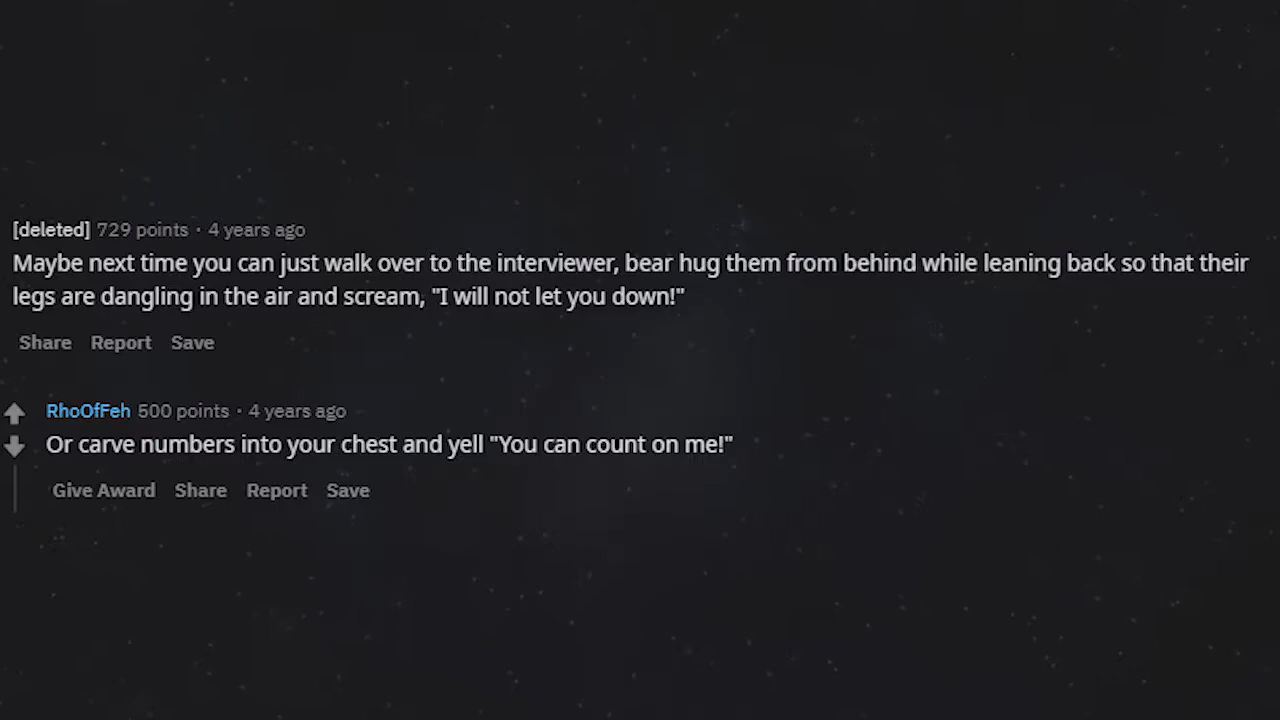 [deleted] 729 points · 4 years ago
Maybe next time you can just walk over to the interviewer, bear hug them from behind while leaning back so that their
legs are dangling in the air and scream, "I will not let you down!"
Share Report Save
RhoOfFeh 500 points · 4 years ago
Or carve numbers into your chest and yell "You can count on me!"
Give Award Share Report Save